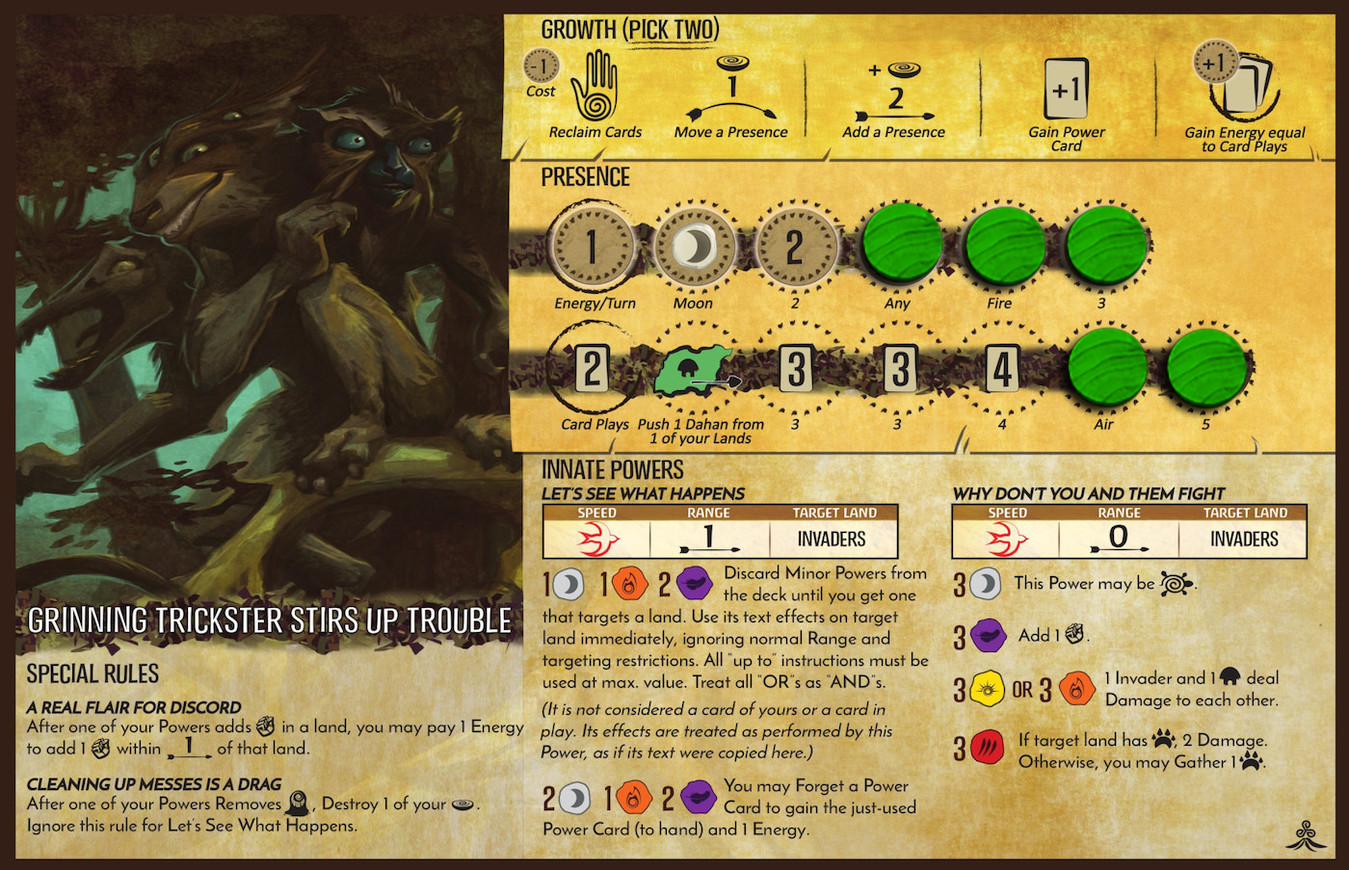 GROWTH (PICK TWO)
-1
Cost
Reclaim Cards
1
Move a Presence
+
2
Add a Presence
+1
Gain Power
Card
+1
Gain Energy equal
to Card Plays
PRESENCE
1
2
Energy/Turn
Moon
2
Any
Fire
3
2
3
3
4
Card Plays
Push 1 Dahan from
1 of your Lands
3
3
4
Air
5
GRINNING TRICKSTER STIRS UP TROUBLE
SPECIAL RULES
A REAL FLAIR FOR DISCORD
After one of your Powers adds in a land, you may pay 1 Energy
to add 1 within 1 of that land.
CLEANING UP MESSES IS A DRAG
After one of your Powers Removes , Destroy 1 of your .
Ignore this rule for Let's See What Happens.
INNATE POWERS
LET'S SEE WHAT HAPPENS
SPEED RANGE TARGET LAND
1 INVADERS
1 1 2 Discard Minor Powers from
the deck until you get one
that targets a land. Use its text effects on target
land immediately, ignoring normal Range and
targeting restrictions. All "up to" instructions must be
used at max. value. Treat all "OR"s as "AND"s.
(It is not considered a card of yours or a card in
play. Its effects are treated as performed by this
Power, as if its text were copied here.)
2 1 2 You may Forget a Power
Card to gain the just-used
Power Card (to hand) and 1 Energy.
WHY DON'T YOU AND THEM FIGHT
SPEED RANGE TARGET LAND
0 INVADERS
3 This Power may be .
3 Add 1 .
3 OR 3 1 Invader and 1 deal
Damage to each other.
3 If target land has , 2 Damage.
Otherwise, you may Gather 1 .